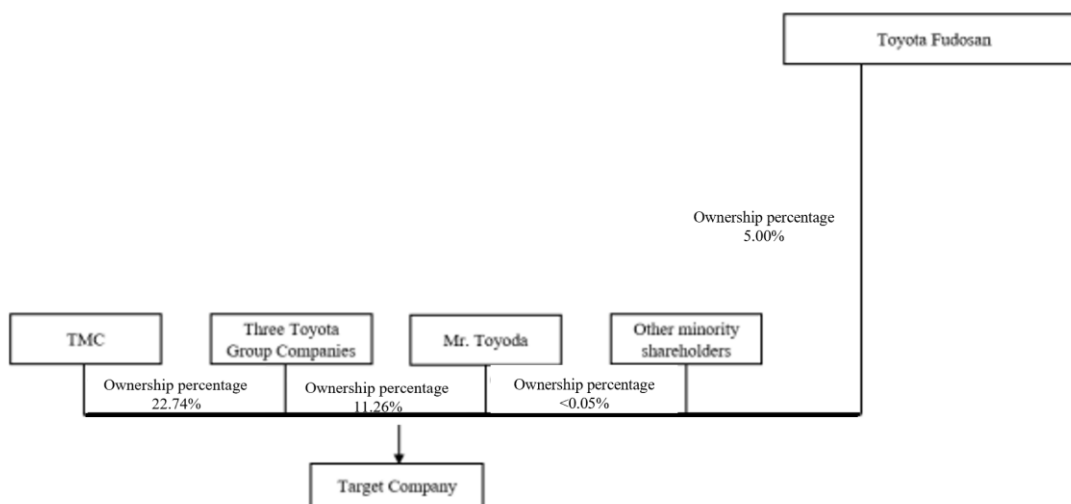 Toyota Fudosan
Ownership percentage
5.00%
TMC
Three Toyota
Group Companies
Mr. Toyoda
Other minority
shareholders
Ownership percentage
22.74%
Ownership percentage
11.26%
Ownership percentage
<0.05%
Target Company